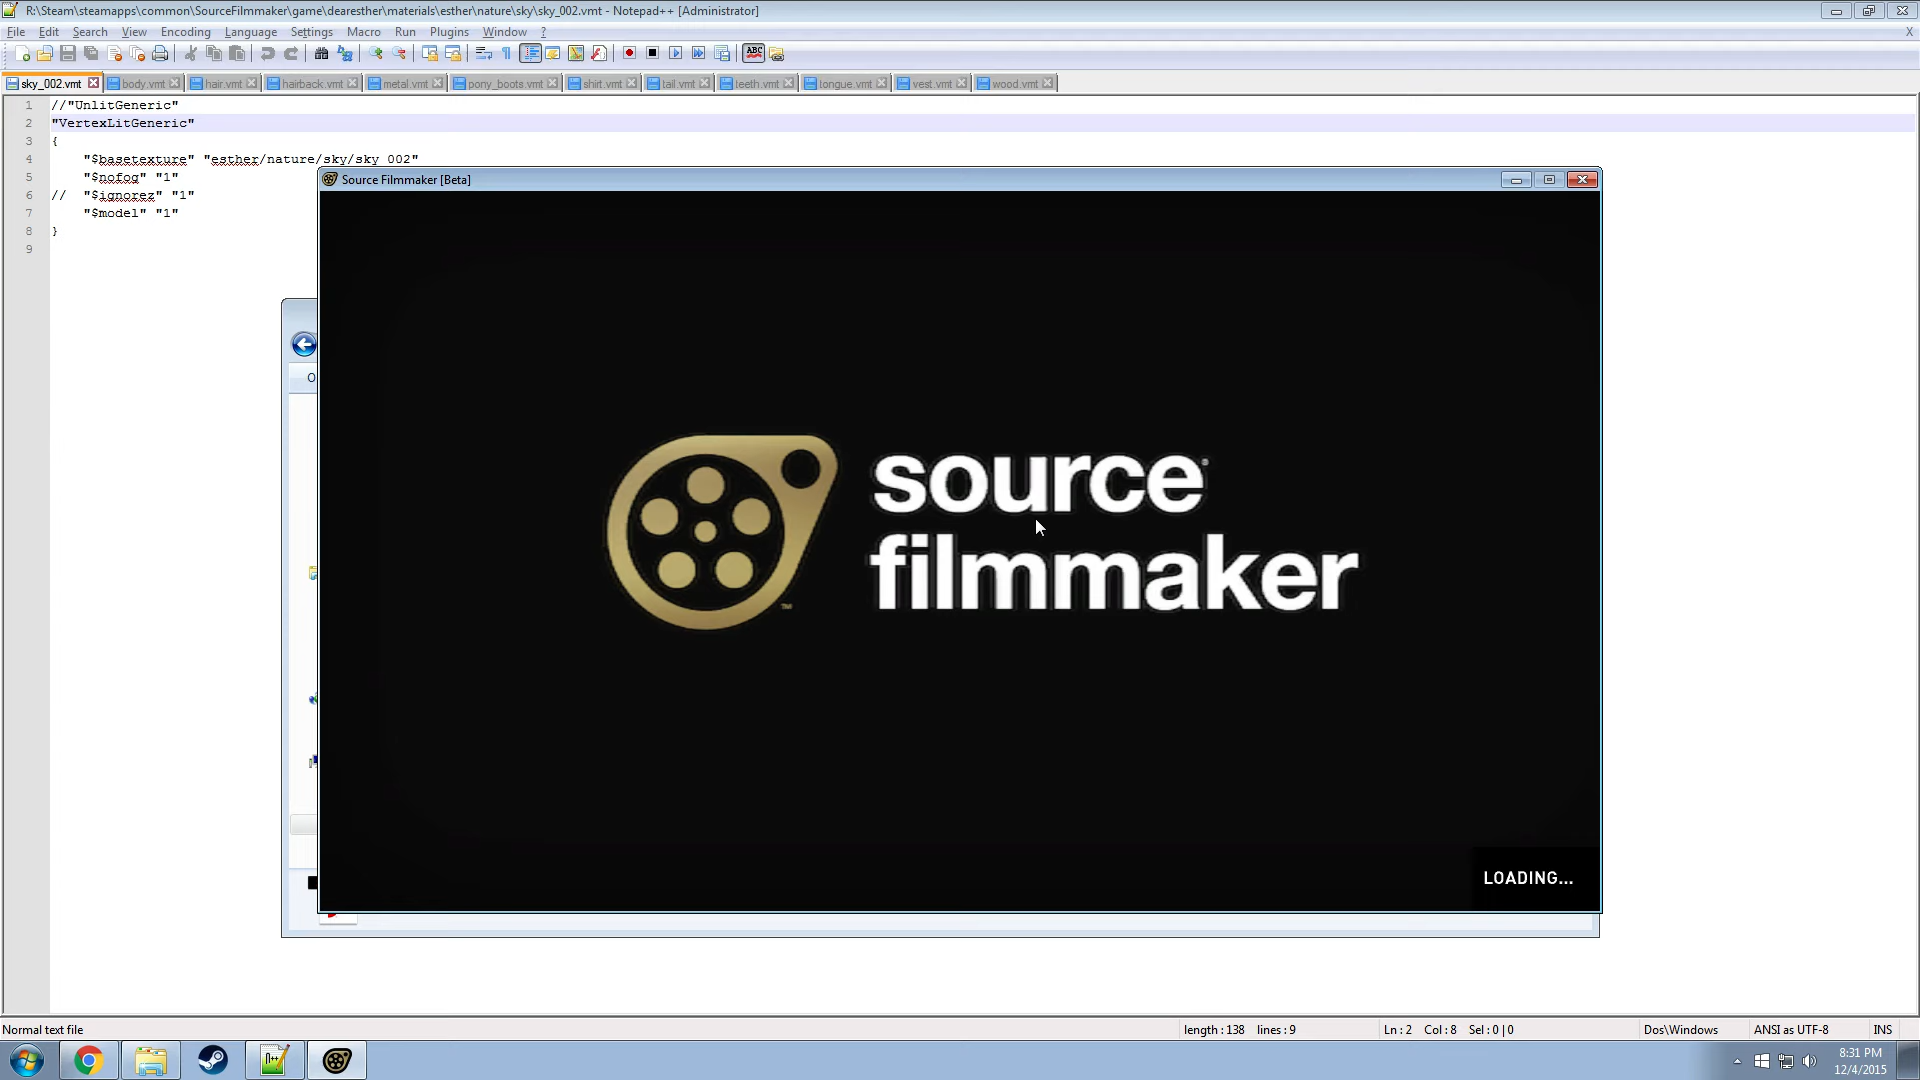 R:\Steam\steamapps\common\SourceFilmmaker\game\dearesther\materials\esther\nature\sky\sky_002.vmt - Notepad++ [Administrator]
File Edit Search View Encoding Language Settings Macro Run Plugins Window ? X
ABC
sky_002.vmt body.vmt hair.vmt hairback.vmt metal.vmt pony_boots.vmt shirt.vmt tail.vmt teeth.vmt tongue.vmt vest.vmt wood.vmt
1 //"UnlitGeneric"
2 "VertexLitGeneric"
3 {
4 "$basetexture" "esther/nature/sky/sky_002"
5 "$nofog" "1"
6 // "$ignorez" "1"
7 "$model" "1"
8 }
9
Source Filmmaker [Beta]
O
source
filmmaker
™
LOADING...
Normal text file length : 138 lines : 9 Ln : 2 Col : 8 Sel : 0 | 0 Dos\Windows ANSI as UTF-8 INS
8:31 PM
12/4/2015